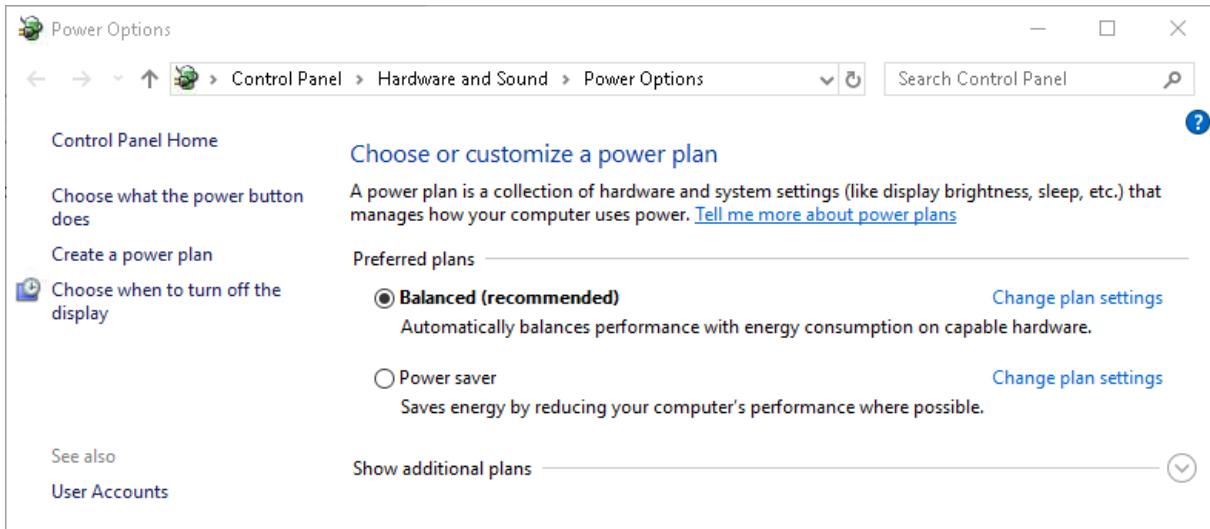 Power Options
Control Panel > Hardware and Sound > Power Options
Search Control Panel
?
Control Panel Home
Choose what the power button
does
Create a power plan
Choose when to turn off the
display
See also
User Accounts
Choose or customize a power plan
A power plan is a collection of hardware and system settings (like display brightness, sleep, etc.) that
manages how your computer uses power. Tell me more about power plans
Preferred plans
Balanced (recommended) Change plan settings
Automatically balances performance with energy consumption on capable hardware.
Power saver Change plan settings
Saves energy by reducing your computer's performance where possible.
Show additional plans